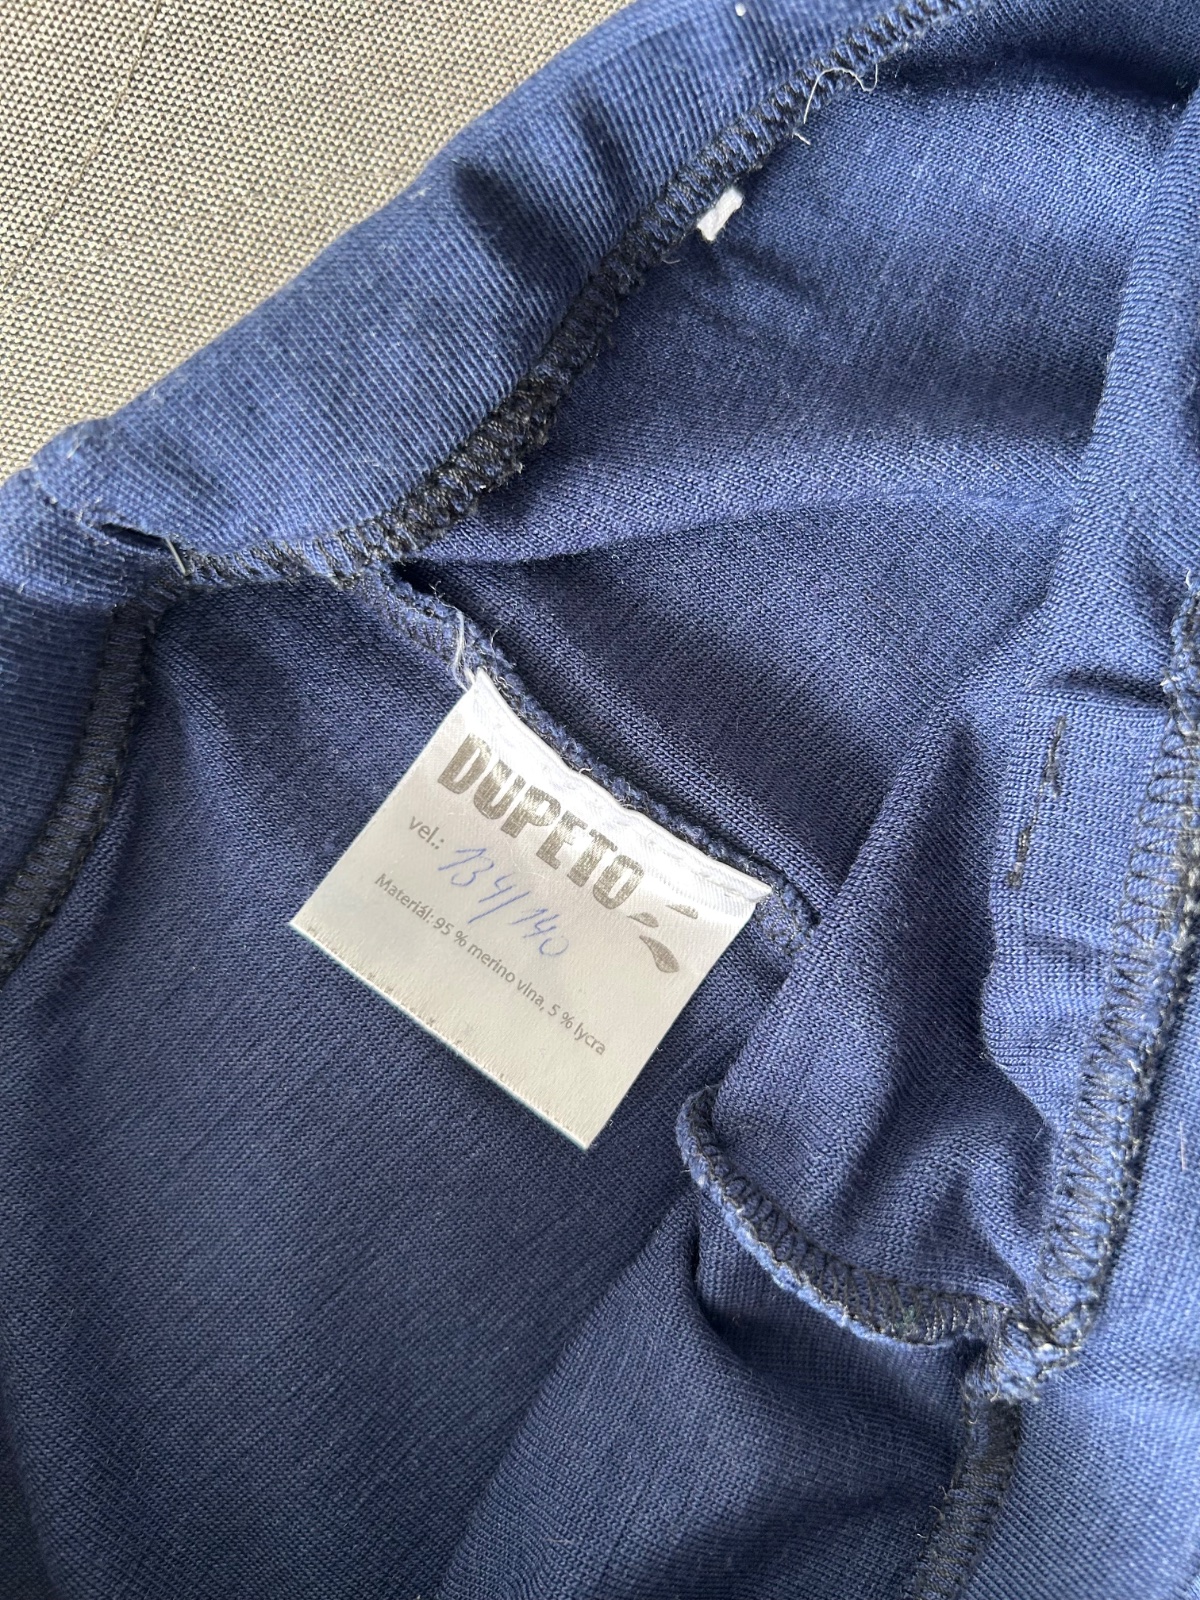 DUPETO
vel.: 134/140
Materiál: 95 % merino vlna, 5 % lycra